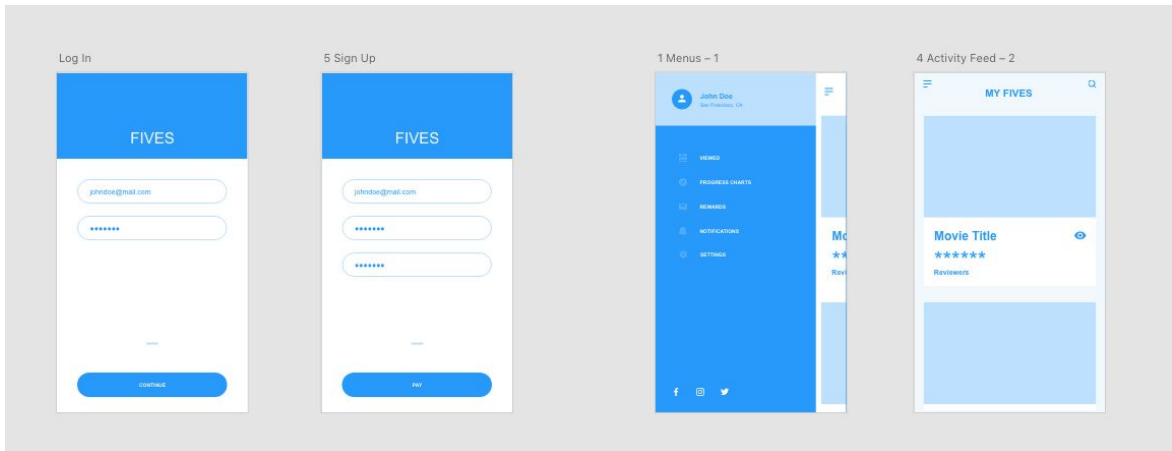 Log In
FIVES
johndoe@mail.com
•••••••
CONTINUE
5 Sign Up
FIVES
johndoe@mail.com
•••••••
•••••••
PAY
1 Menus – 1
John Doe
San Francisco, CA
VIEWED
PROGRESS CHARTS
REWARDS
NOTIFICATIONS
SETTINGS
Mo
**
Revi
4 Activity Feed – 2
MY FIVES
Movie Title
******
Reviewers